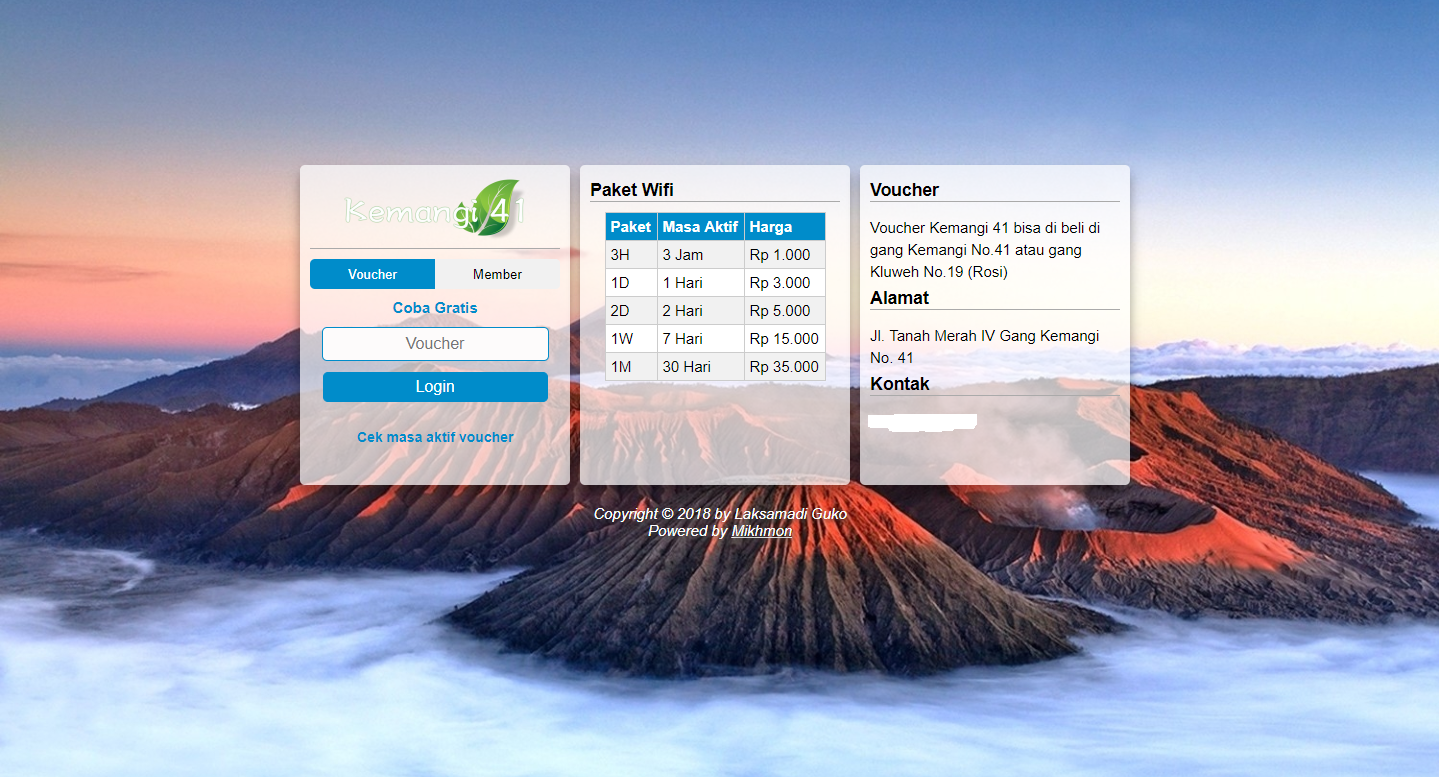 Kemangi 41
Voucher Member
Coba Gratis
Voucher
Login
Cek masa aktif voucher
Paket Wifi
Paket Masa Aktif Harga
3H 3 Jam Rp 1.000
1D 1 Hari Rp 3.000
2D 2 Hari Rp 5.000
1W 7 Hari Rp 15.000
1M 30 Hari Rp 35.000
Voucher
Voucher Kemangi 41 bisa di beli di
gang Kemangi No.41 atau gang
Kluweh No.19 (Rosi)
Alamat
Jl. Tanah Merah IV Gang Kemangi
No. 41
Kontak
Copyright © 2018 by Laksamadi Guko
Powered by Mikhmon